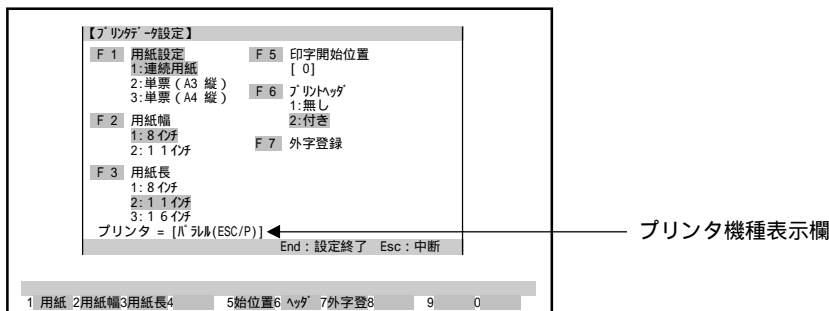 【ﾌﾟﾘﾝﾀﾃﾞｰﾀ設定】
F 1 用紙設定
1:連続用紙
2:単票 ( A3 縦 )
3:単票 ( A4 縦 )
F 2 用紙幅
1: 8 ｲﾝﾁ
2: 1 1 ｲﾝﾁ
F 3 用紙長
1: 8 ｲﾝﾁ
2: 1 1 ｲﾝﾁ
3: 1 6 ｲﾝﾁ
F 5 印字開始位置
[ 0]
F 6 ﾌﾟﾘﾝﾄﾍｯﾀﾞ
1:無し
2:付き
F 7 外字登録
プリンタ = [ﾊﾟﾗﾚﾙ(ESC/P)]
プリンタ機種表示欄
End : 設定終了 Esc : 中断
1 用紙 2用紙幅3用紙長4 5始位置6 ﾍｯﾀﾞ 7外字登8 9 0